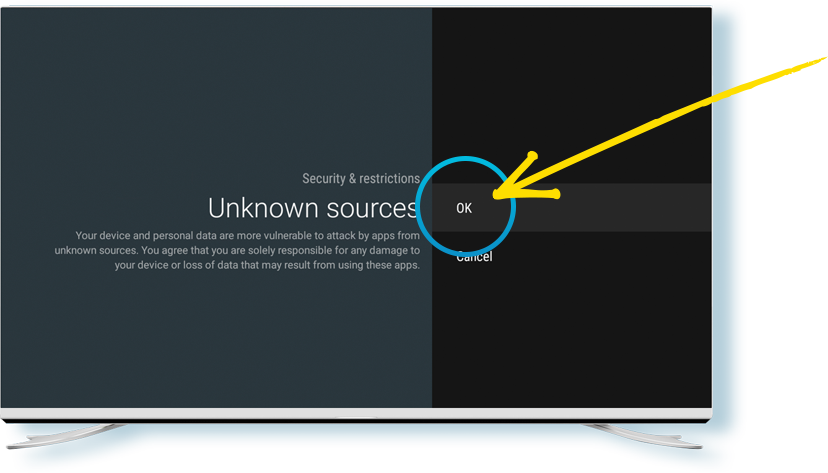 Security & restrictions
Unknown sources
Your device and personal data are more vulnerable to attack by apps from
unknown sources. You agree that you are solely responsible for any damage to
your device or loss of data that may result from using these apps.
OK
Cancel